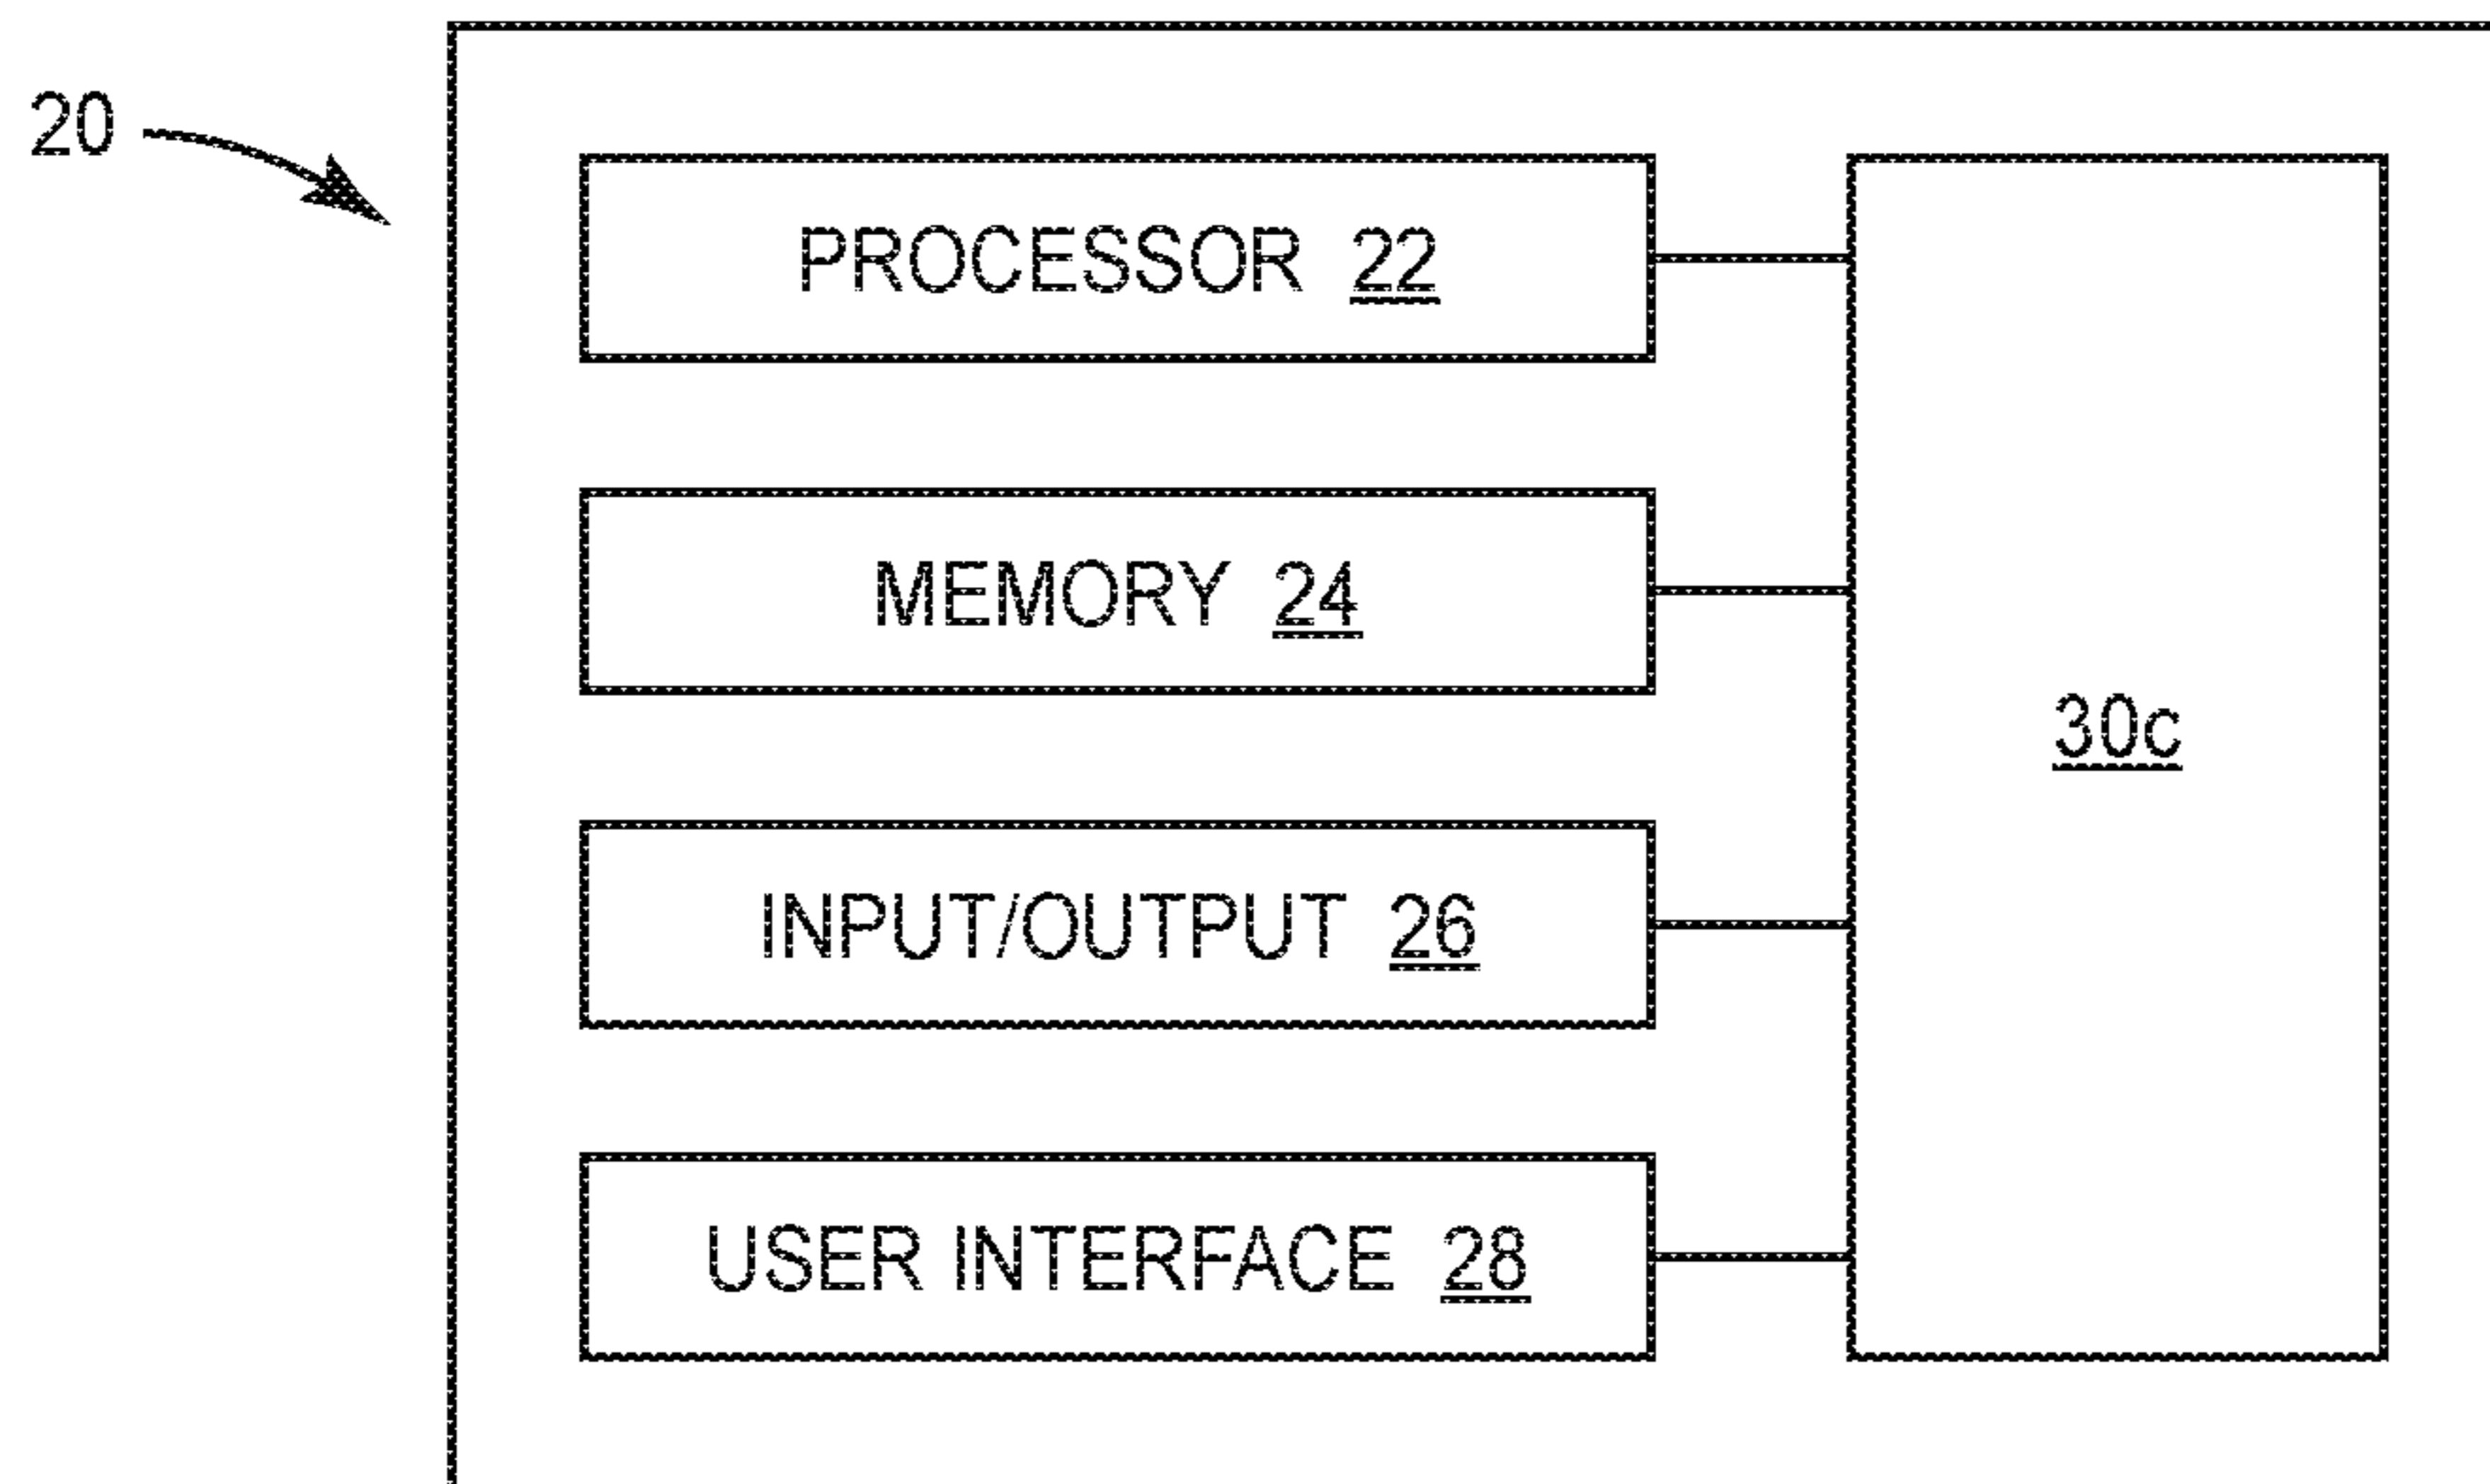 20
PROCESSOR 22
MEMORY 24
30c
INPUT/OUTPUT 26
USER INTERFACE 28